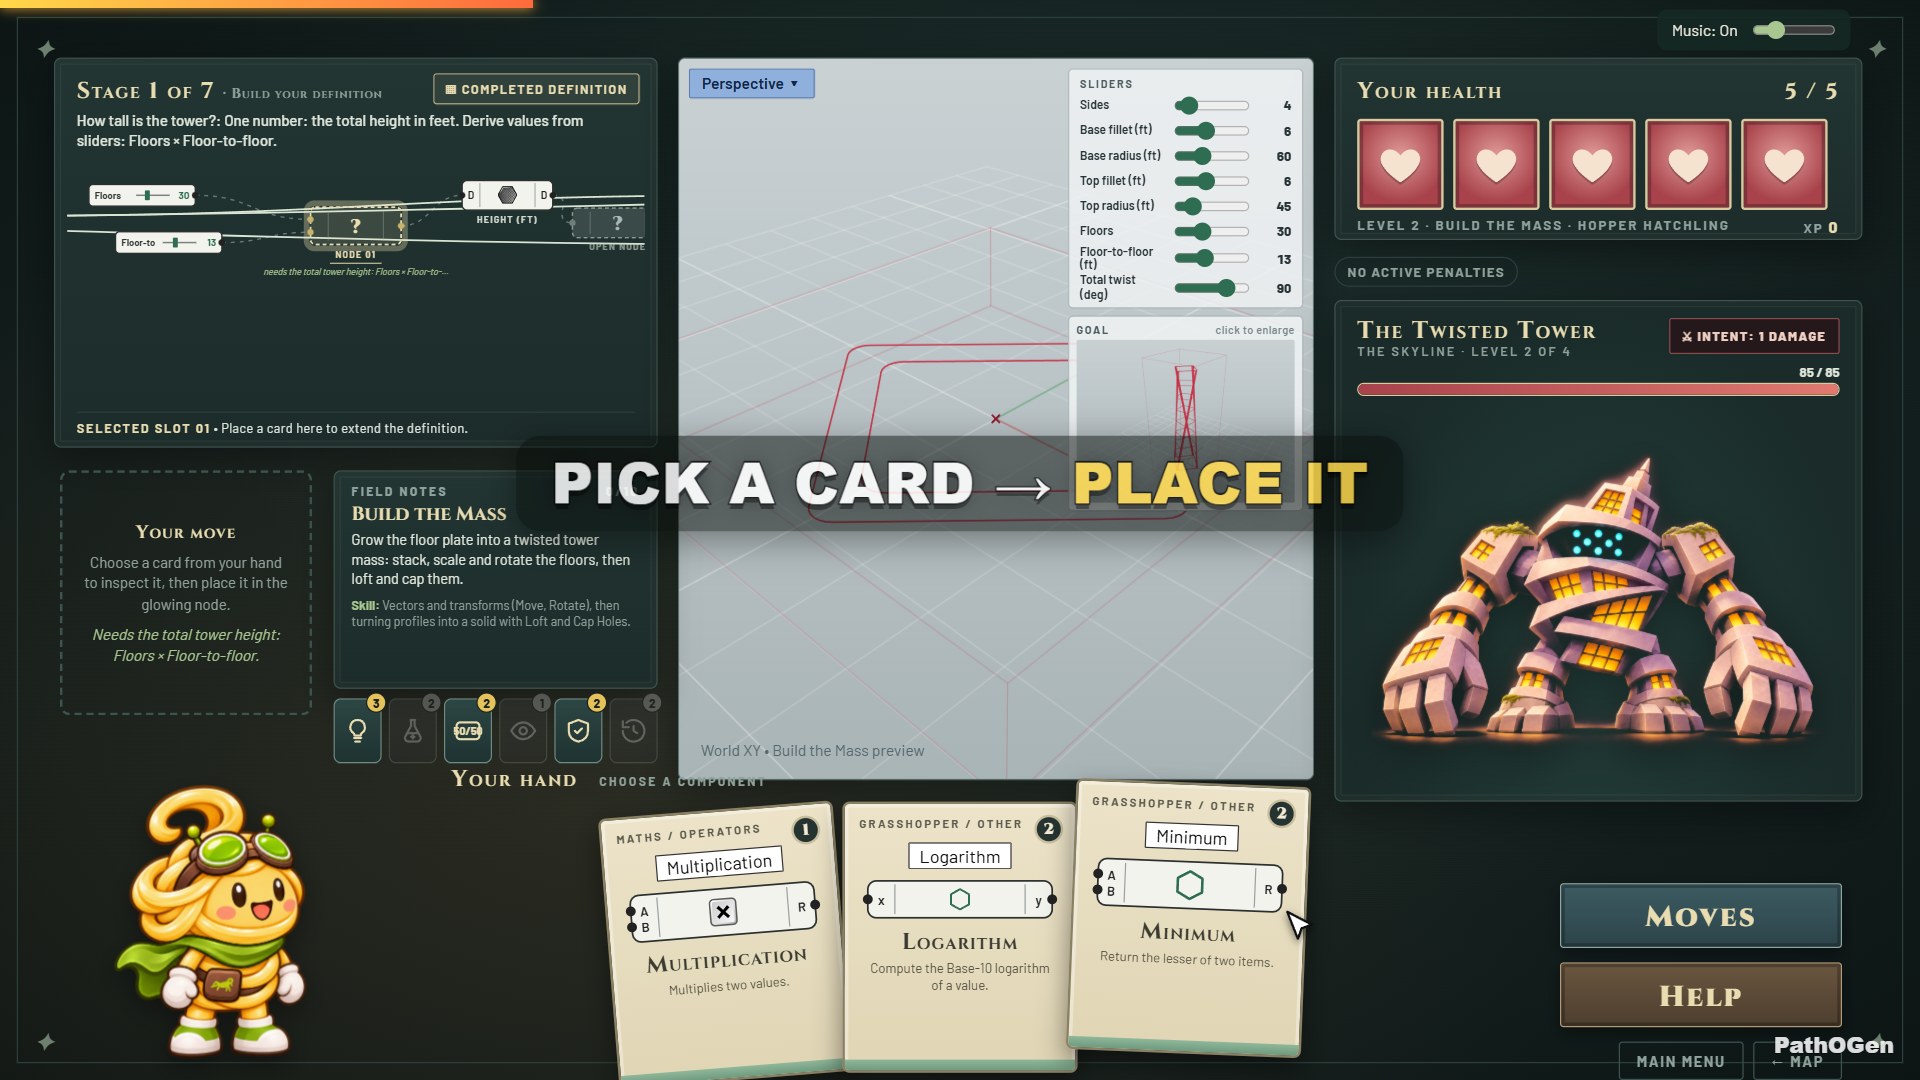 Music: On
STAGE 1 OF 7 · BUILD YOUR DEFINITION
COMPLETED DEFINITION
How tall is the tower?: One number: the total height in feet. Derive values from
sliders: Floors × Floor-to-floor.
Floors 30
Floor-to 13
?
NODE 01
needs the total tower height: Floors × Floor-to-...
D D
HEIGHT (FT)
?
OPEN NODE
SELECTED SLOT 01 • Place a card here to extend the definition.
Perspective ▼
SLIDERS
Sides 4
Base fillet (ft) 6
Base radius (ft) 60
Top fillet (ft) 6
Top radius (ft) 45
Floors 30
Floor-to-floor
(ft) 13
Total twist
(deg) 90
GOAL click to enlarge
YOUR HEALTH 5 / 5
LEVEL 2 · BUILD THE MASS · HOPPER HATCHLING XP 0
NO ACTIVE PENALTIES
THE TWISTED TOWER
THE SKYLINE · LEVEL 2 OF 4
INTENT: 1 DAMAGE
85 / 85
PICK A CARD → PLACE IT
YOUR MOVE
Choose a card from your hand
to inspect it, then place it in the
glowing node.
Needs the total tower height:
Floors × Floor-to-floor.
FIELD NOTES
BUILD THE MASS
Grow the floor plate into a twisted tower
mass: stack, scale and rotate the floors, then
loft and cap them.
Skill: Vectors and transforms (Move, Rotate), then
turning profiles into a solid with Loft and Cap Holes.
3 2 2 1 2 2
50/50
World XY • Build the Mass preview
YOUR HAND CHOOSE A COMPONENT
MATHS / OPERATORS 1
Multiplication
A
B
R
MULTIPLICATION
Multiplies two values.
GRASSHOPPER / OTHER 2
Logarithm
x y
LOGARITHM
Compute the Base-10 logarithm
of a value.
GRASSHOPPER / OTHER 2
Minimum
A
B
R
MINIMUM
Return the lesser of two items.
MOVES
HELP
MAIN MENU
← MAP
PathOGen